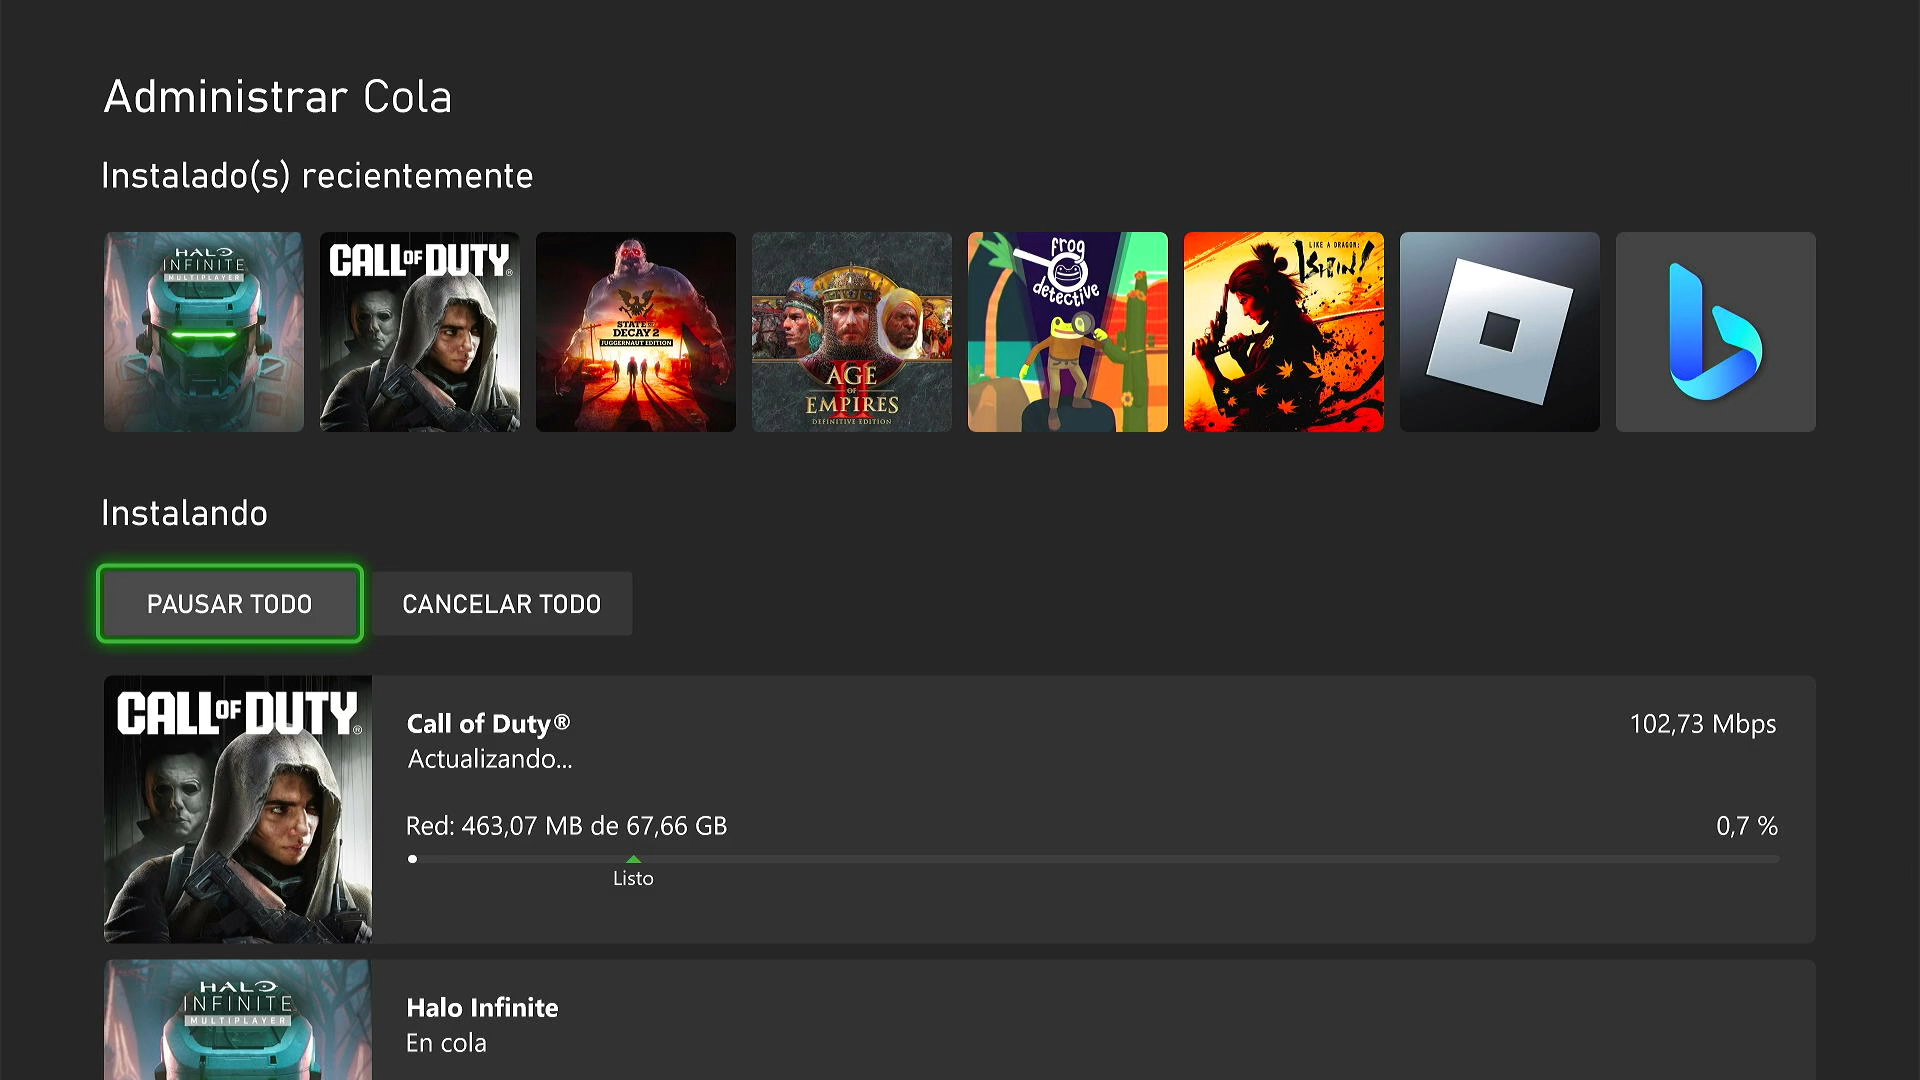 Administrar Cola
Instalado(s) recientemente
HALO
INFINITE
MULTIPLAYER
CALL OF DUTY®
STATE OF
DECAY 2
JUGGERNAUT EDITION
II
AGE
OF
EMPIRES
DEFINITIVE EDITION
frog
detective
LIKE A DRAGON:
ISHIN!
Instalando
PAUSAR TODO
CANCELAR TODO
CALL OF DUTY®
Call of Duty®
102,73 Mbps
Actualizando...
Red: 463,07 MB de 67,66 GB
0,7 %
Listo
HALO
INFINITE
MULTIPLAYER
Halo Infinite
En cola